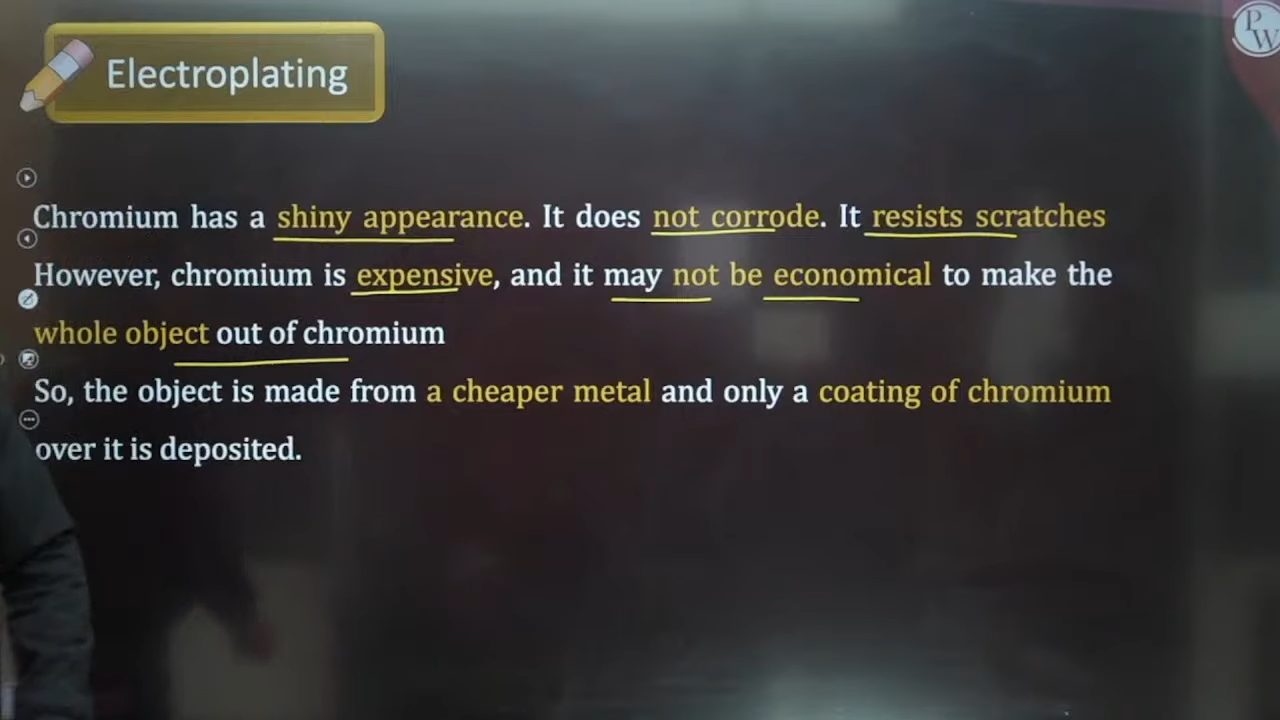 Electroplating
PW
Chromium has a shiny appearance. It does not corrode. It resists scratches
However, chromium is expensive, and it may not be economical to make the
whole object out of chromium
So, the object is made from a cheaper metal and only a coating of chromium
over it is deposited.